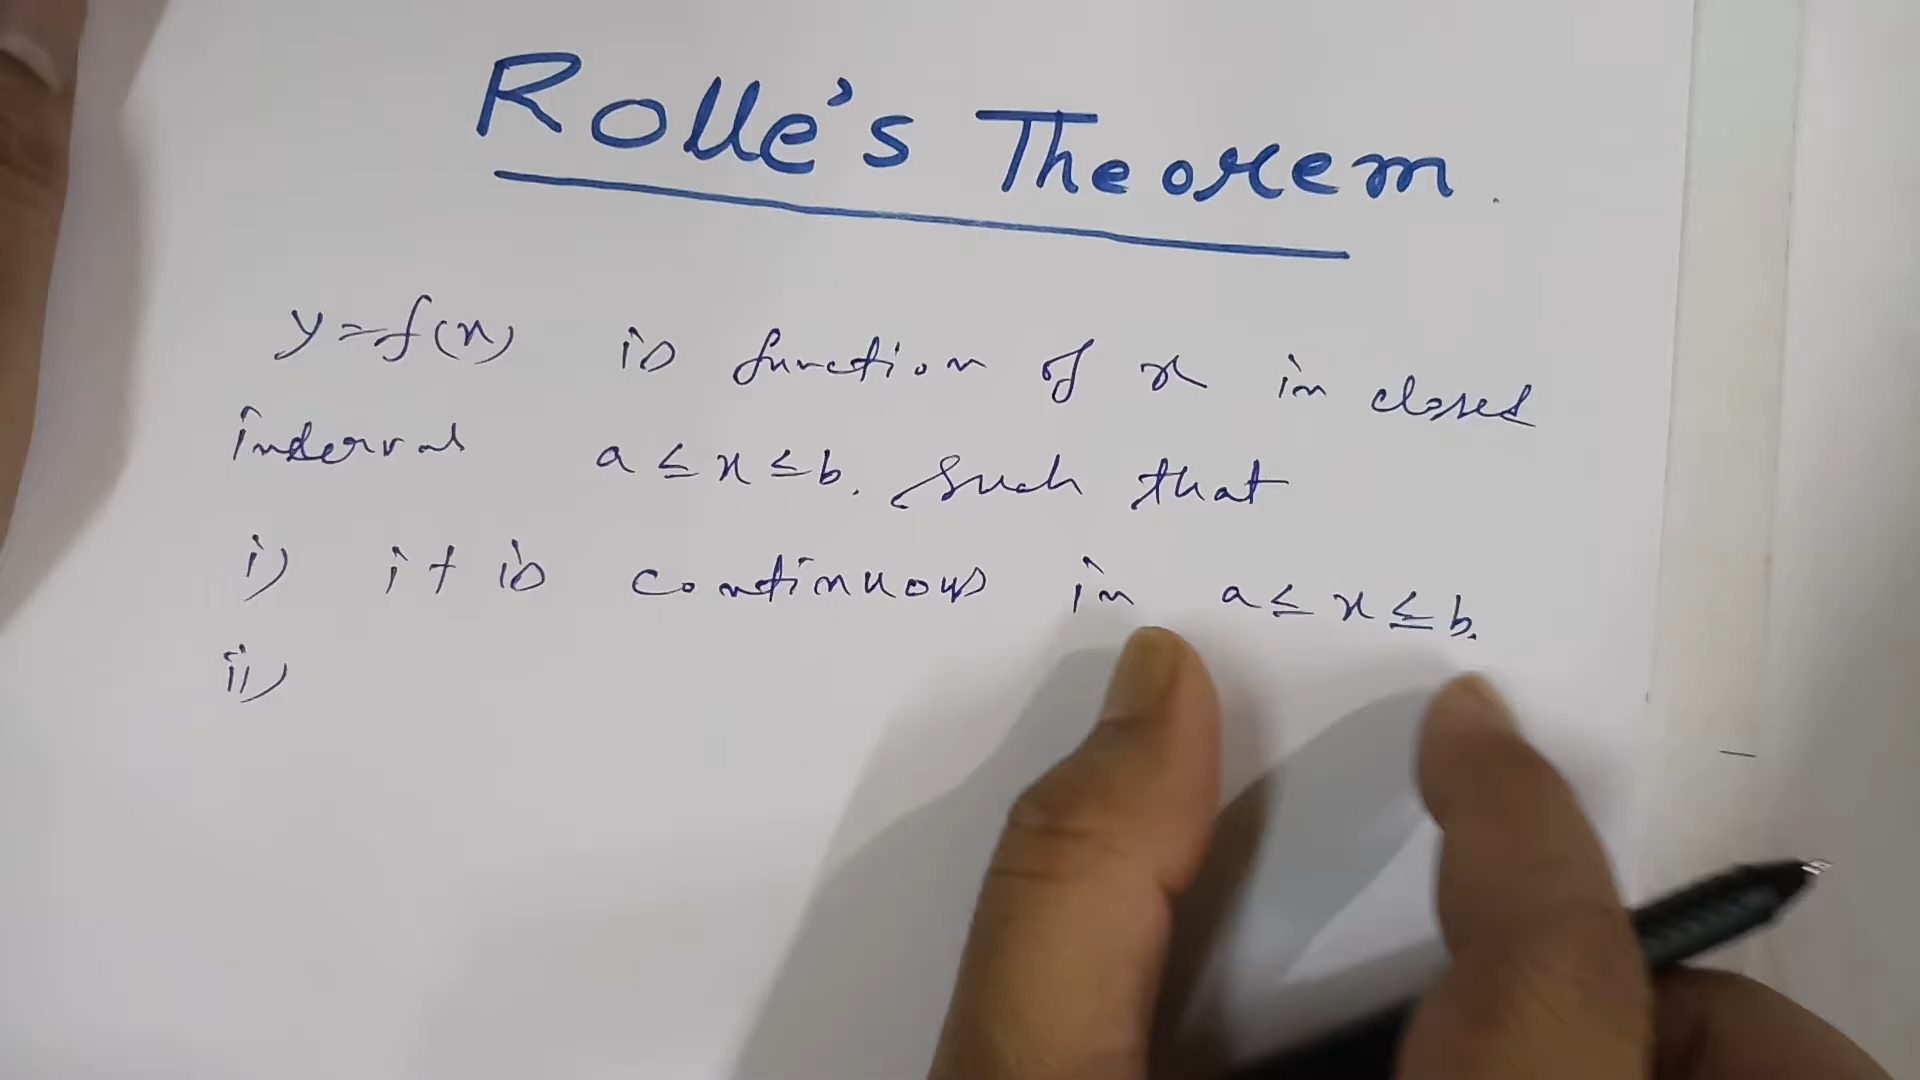 Rolle's Theorem.
y=f(x) is function of x in closed
interval a ≤ x ≤ b. Such that
i) it is continuous in a ≤ x ≤ b.
ii)